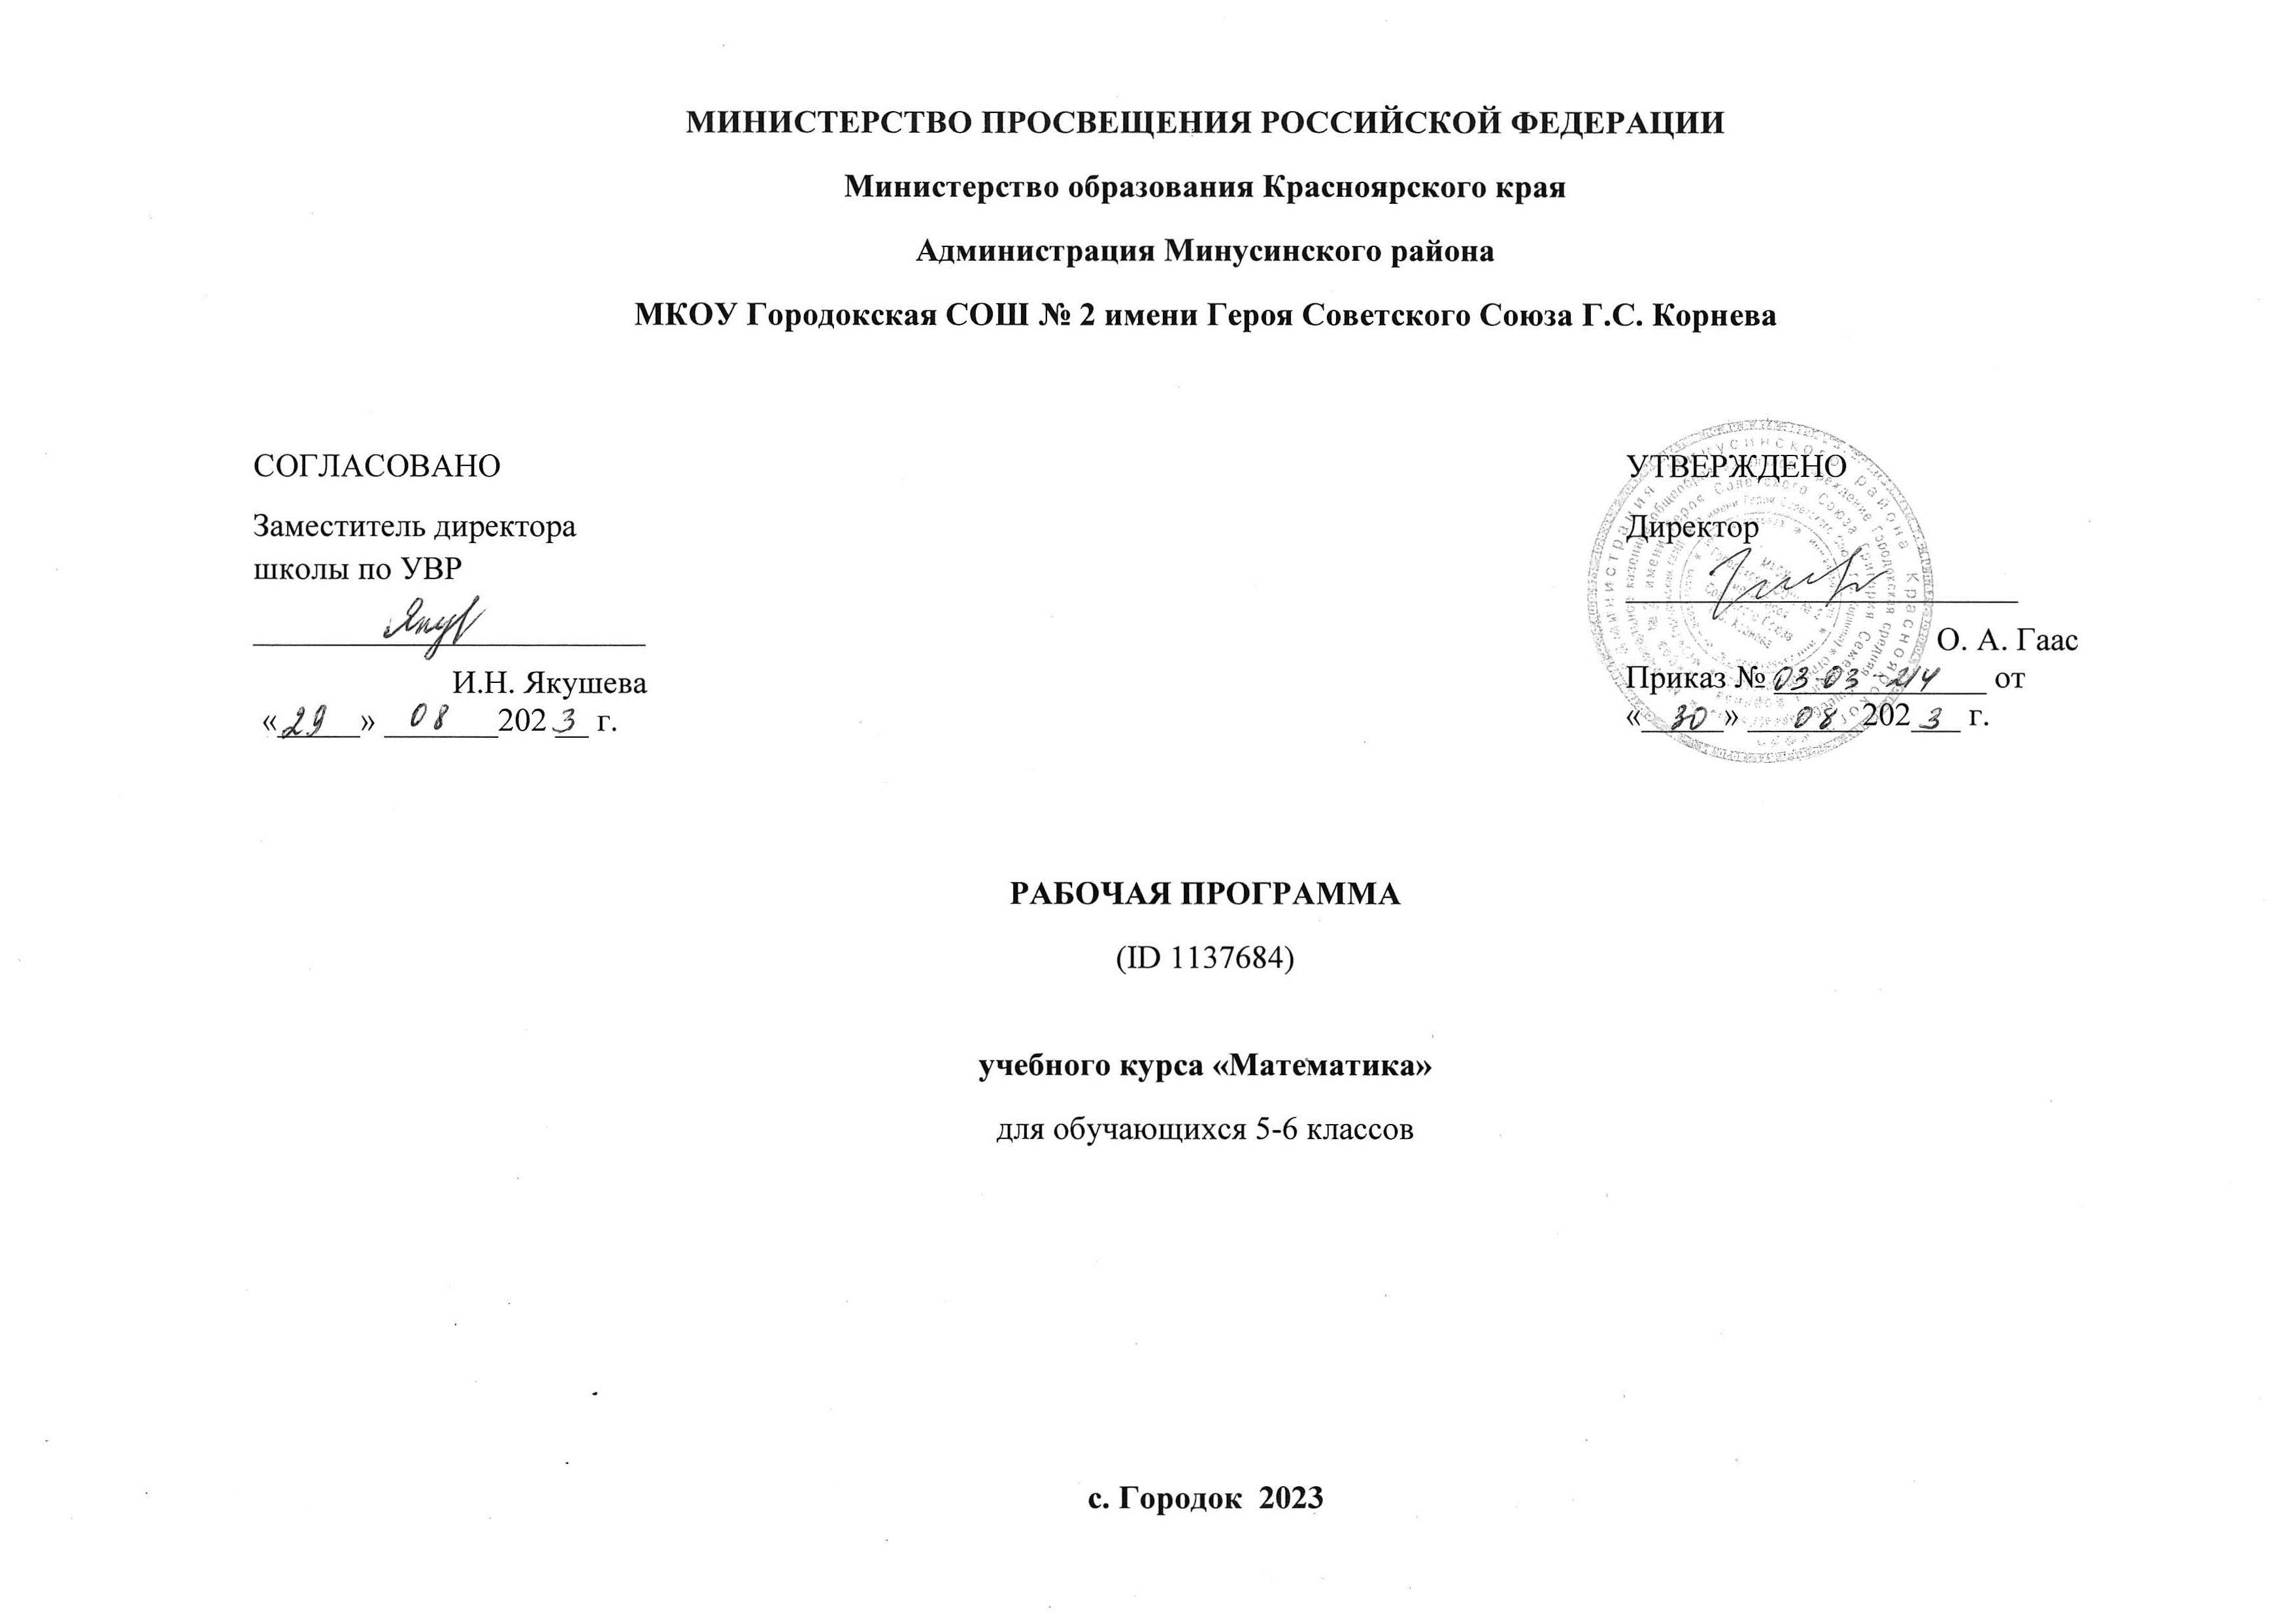 МИНИСТЕРСТВО ПРОСВЕЩЕНИЯ РОССИЙСКОЙ ФЕДЕРАЦИИ
Министерство образования Красноярского края
Администрация Минусинского района
МКОУ Городокская СОШ № 2 имени Героя Советского Союза Г.С. Корнева
СОГЛАСОВАНО
Заместитель директора
школы по УВР
И.Н. Якушева
«29» 08 2023 г.
УТВЕРЖДЕНО
Директор
О. А. Гаас
Приказ № 03-03-214 от
«30» 08 2023 г.
РАБОЧАЯ ПРОГРАММА
(ID 1137684)
учебного курса «Математика»
для обучающихся 5-6 классов
с. Городок 2023